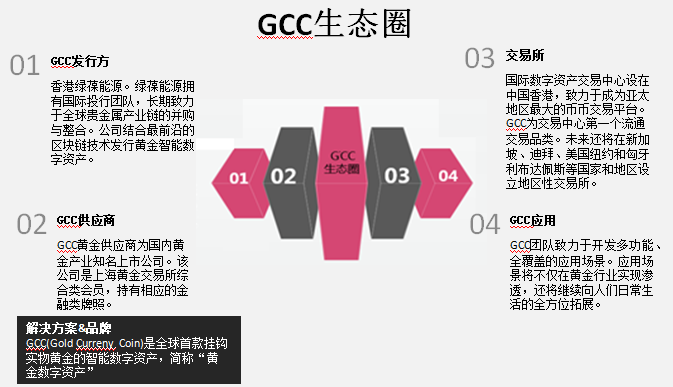 GCC生态圈
01
GCC发行方
香港绿葆能源。绿葆能源拥
有国际投行团队，长期致力
于全球贵金属产业链的并购
与整合。公司结合最前沿的
区块链技术发行黄金智能数
字资产。
02
GCC供应商
GCC黄金供应商为国内黄
金产业知名上市公司。该
公司是上海黄金交易所综
合类会员，持有相应的金
融类牌照。
解决方案&品牌
GCC(Gold Curreny, Coin)是全球首款挂钩
实物黄金的智能数字资产，简称“黄
金数字资产”
01
02
GCC
生态圈
03
04
03
交易所
国际数字资产交易中心设在
中国香港，致力于成为亚太
地区最大的币币交易平台。
GCC为交易中心第一个流通
交易品类。未来还将在新加
坡、迪拜、美国纽约和匈牙
利布达佩斯等国家和地区设
立地区性交易所。
04
GCC应用
GCC团队致力于开发多功能、
全覆盖的应用场景。应用场
景将不仅在黄金行业实现渗
透，还将继续向人们日常生
活的全方位拓展。